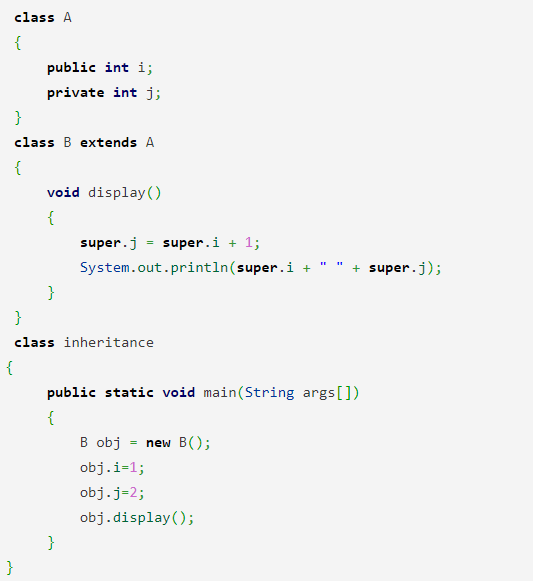 class A
{
public int i;
private int j;
}
class B extends A
{
void display()
{
super.j = super.i + 1;
System.out.println(super.i + " " + super.j);
}
}
class inheritance
{
public static void main(String args[])
{
B obj = new B();
obj.i=1;
obj.j=2;
obj.display();
}
}